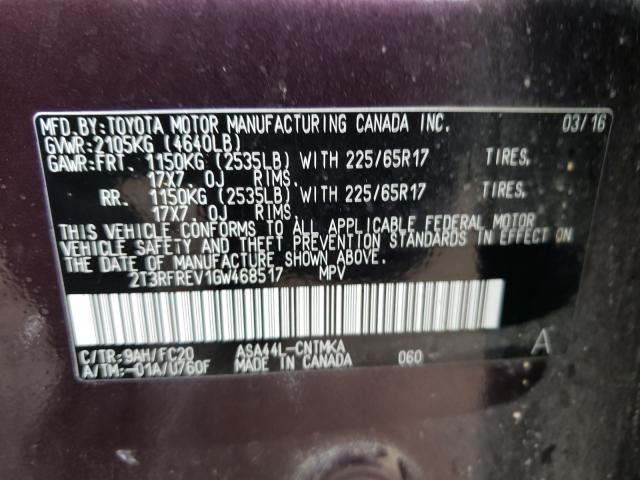 MFD.BY:TOYOTA MOTOR MANUFACTURING CANADA INC. 03/16
GVWR:2105KG (4640LB)
GAWR:FRT. 1150KG (2535LB) WITH 225/65R17 TIRES,
17X7.0J RIMS.
RR. 1150KG (2535LB) WITH 225/65R17 TIRES,
17X7.0J RIMS.
THIS VEHICLE CONFORMS TO ALL APPLICABLE FEDERAL MOTOR
VEHICLE SAFETY AND THEFT PREVENTION STANDARDS IN EFFECT ON
THE DATE OF MANUFACTURE SHOWN ABOVE.
2T3RFREV1GW468517 MPV
C/TR:9AH/FC20 ASA44L-CNTMKA A
A/TM:-01A/U760F MADE IN CANADA 060